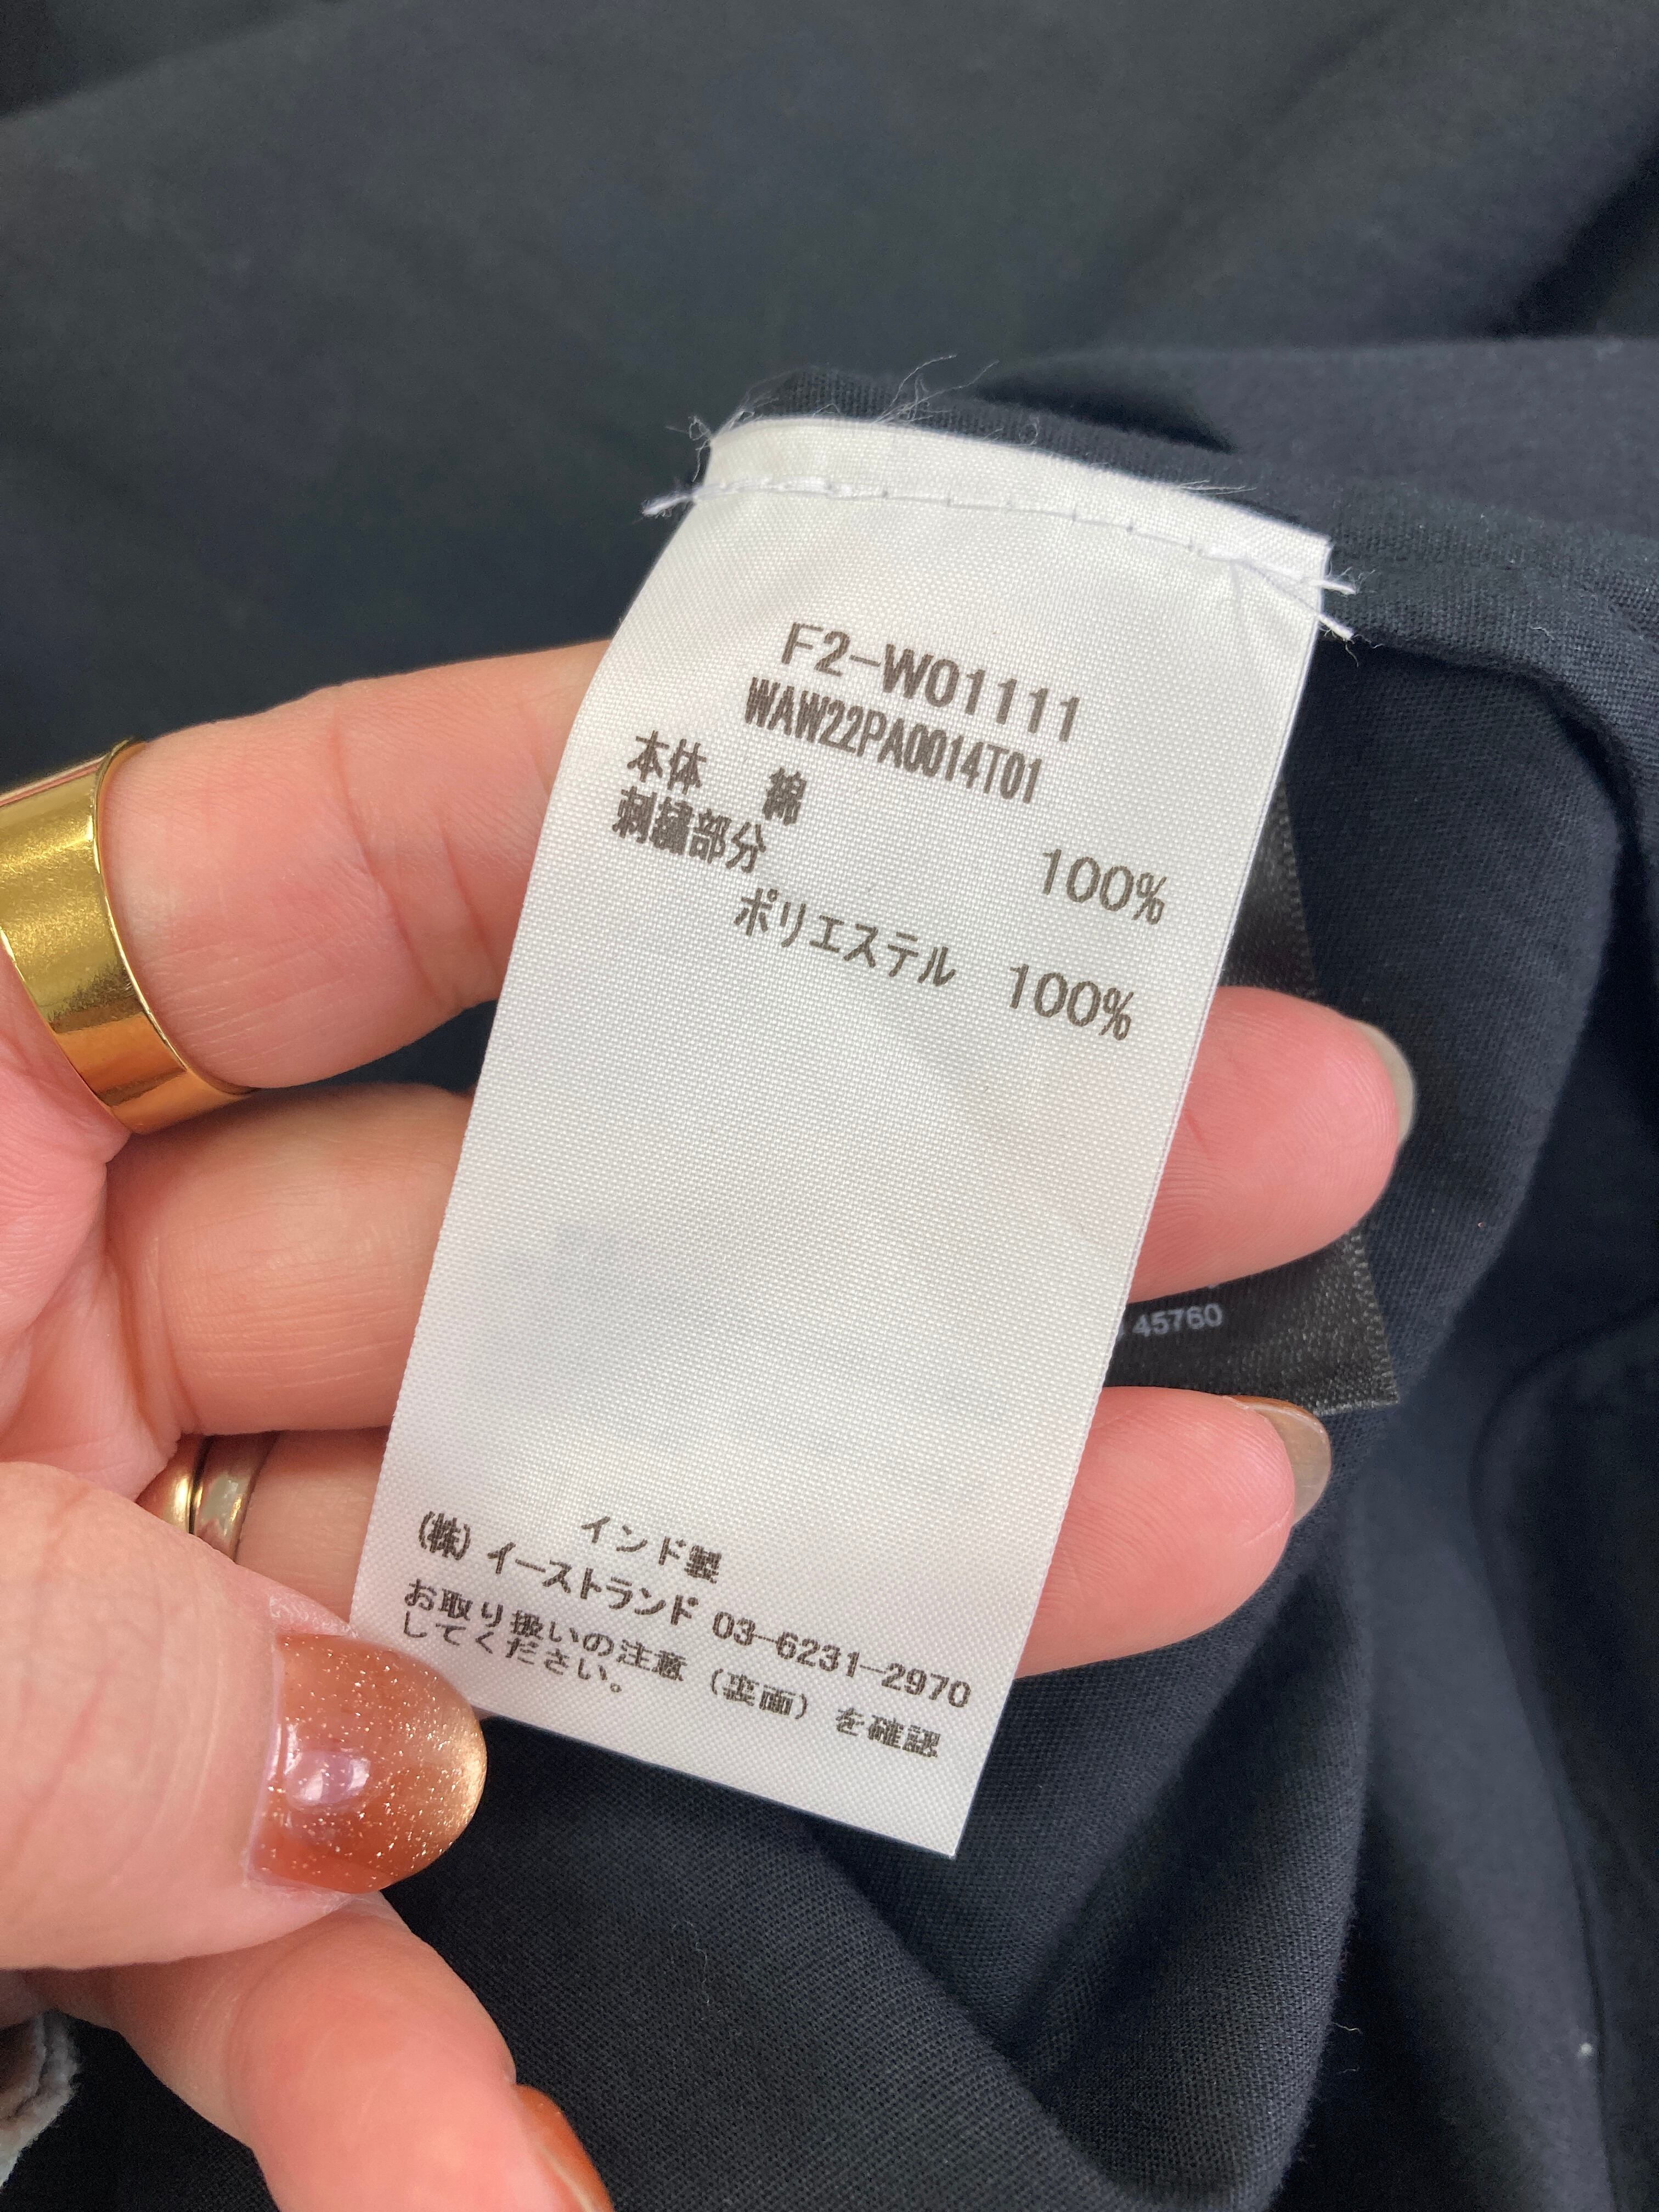 F2-W01111
WAW22PA0014T01
本体 綿 100%
刺繍部分
ポリエステル 100%
インド製
(株) イーストランド 03-6231-2970
お取り扱いの注意（裏面）を確認
してください。
45760